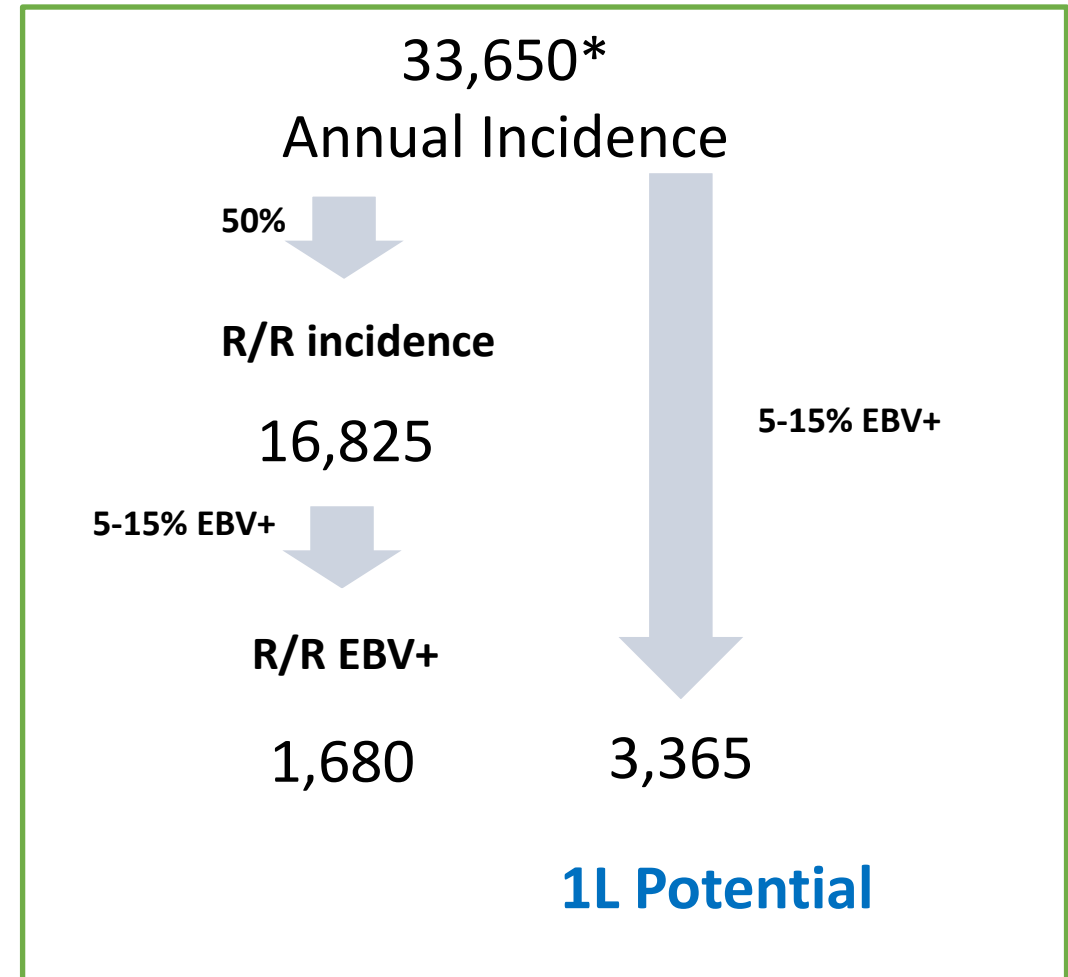 33,650*
Annual Incidence
50%
R/R incidence
16,825
5-15% EBV+
5-15% EBV+
R/R EBV+
1,680
3,365
1L Potential